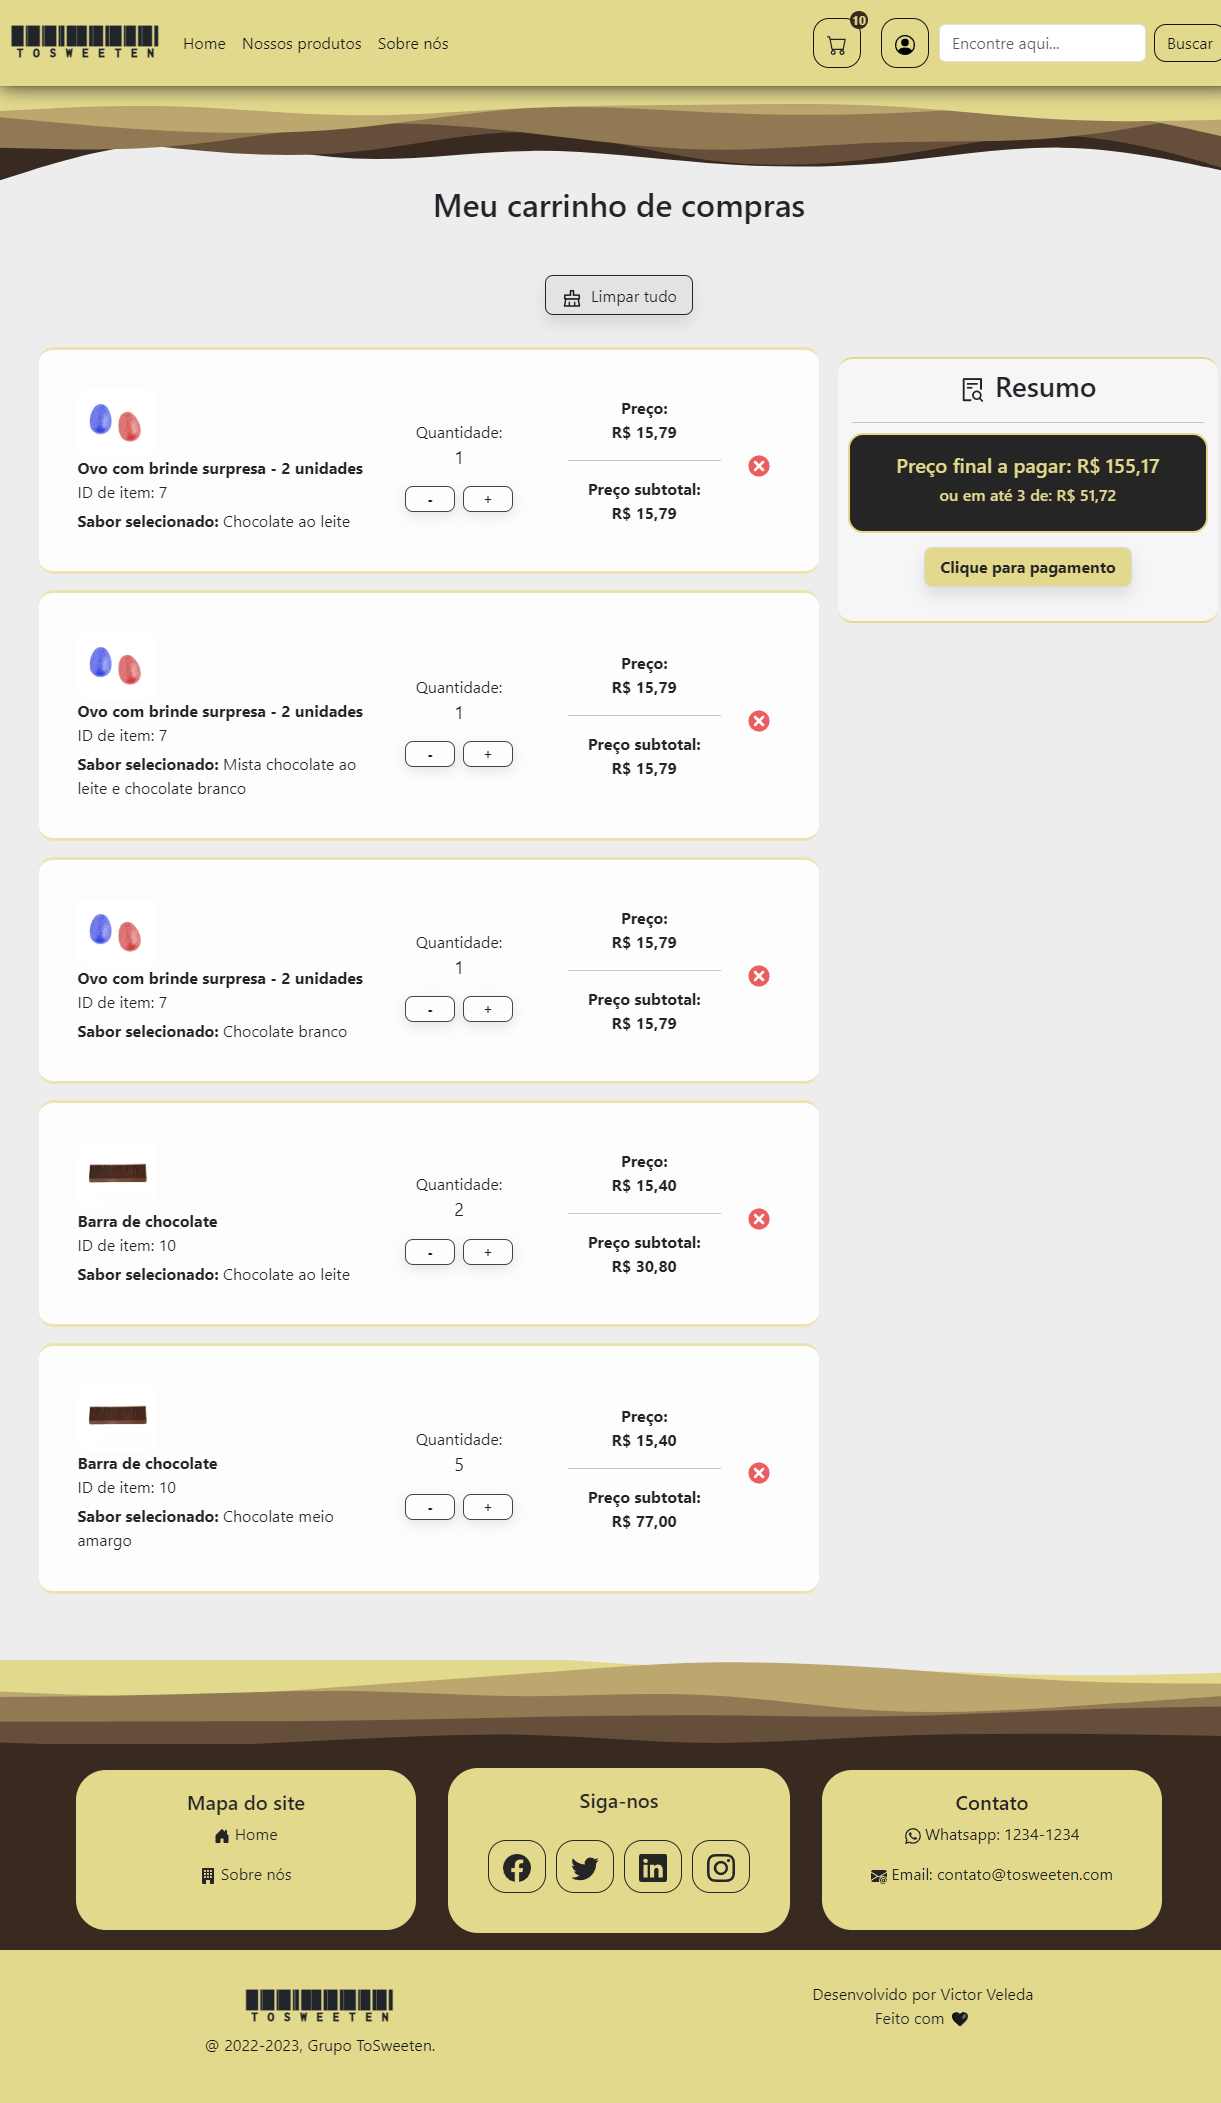 TOSWEETEN
Home Nossos produtos Sobre nós
10
Encontre aqui...
Buscar
Meu carrinho de compras
Limpar tudo
Ovo com brinde surpresa - 2 unidades
ID de item: 7
Sabor selecionado: Chocolate ao leite
Quantidade:
1
- +
Preço:
R$ 15,79
Preço subtotal:
R$ 15,79
Ovo com brinde surpresa - 2 unidades
ID de item: 7
Sabor selecionado: Mista chocolate ao
leite e chocolate branco
Quantidade:
1
- +
Preço:
R$ 15,79
Preço subtotal:
R$ 15,79
Ovo com brinde surpresa - 2 unidades
ID de item: 7
Sabor selecionado: Chocolate branco
Quantidade:
1
- +
Preço:
R$ 15,79
Preço subtotal:
R$ 15,79
Barra de chocolate
ID de item: 10
Sabor selecionado: Chocolate ao leite
Quantidade:
2
- +
Preço:
R$ 15,40
Preço subtotal:
R$ 30,80
Barra de chocolate
ID de item: 10
Sabor selecionado: Chocolate meio
amargo
Quantidade:
5
- +
Preço:
R$ 15,40
Preço subtotal:
R$ 77,00
Resumo
Preço final a pagar: R$ 155,17
ou em até 3 de: R$ 51,72
Clique para pagamento
Mapa do site
Home
Sobre nós
Siga-nos
Contato
Whatsapp: 1234-1234
Email: contato@tosweeten.com
TOSWEETEN
@ 2022-2023, Grupo ToSweeten.
Desenvolvido por Victor Veleda
Feito com